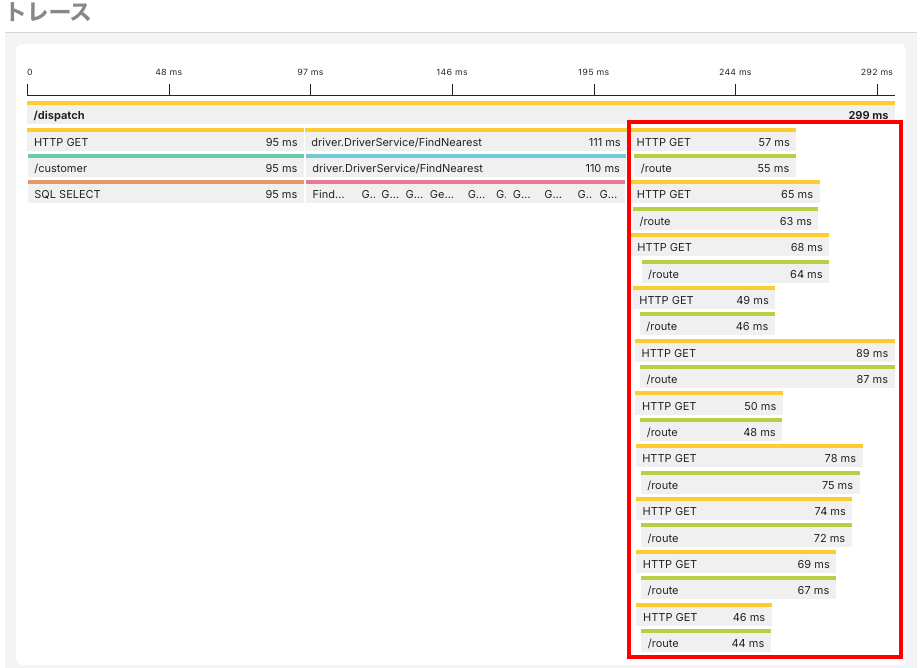 トレース
0 48 ms 97 ms 146 ms 195 ms 244 ms 292 ms
/dispatch 299 ms
HTTP GET 95 ms driver.DriverService/FindNearest 111 ms HTTP GET 57 ms
/customer 95 ms driver.DriverService/FindNearest 110 ms /route 55 ms
SQL SELECT 95 ms Find... G.. G... G... Ge... G... G. G... G... G.. G... HTTP GET 65 ms
/route 63 ms
HTTP GET 68 ms
/route 64 ms
HTTP GET 49 ms
/route 46 ms
HTTP GET 89 ms
/route 87 ms
HTTP GET 50 ms
/route 48 ms
HTTP GET 78 ms
/route 75 ms
HTTP GET 74 ms
/route 72 ms
HTTP GET 69 ms
/route 67 ms
HTTP GET 46 ms
/route 44 ms